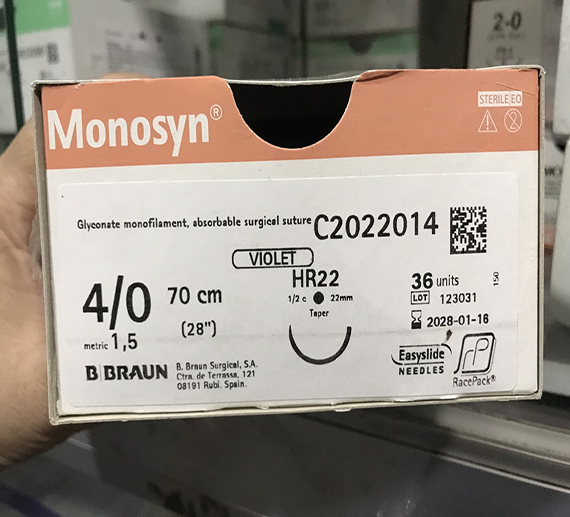 2-0
Monosyn®
STERILE EO
Glyconate monofilament, absorbable surgical suture C2022014
VIOLET
4/0 70 cm
(28")
metric 1,5
HR22
1/2 c 22mm
Taper
36 units
LOT 123031
2028-01-16
150
B BRAUN
B. Braun Surgical, S.A.
Ctra. de Terrassa, 121
08191 Rubí. Spain.
Easyslide
NEEDLES
rP
RacePack®